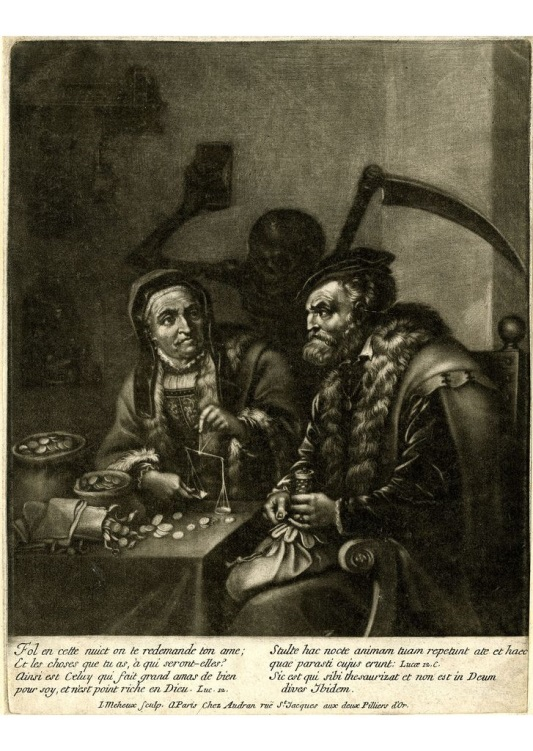 Fol en cette nuict on te redemande ton ame;
Et les choses que tu as, à qui seront-elles?
Ainsi est Celuy qui fait grand amas de bien
pour soy, et n'est point riche en Dieu. Luc. 12.
Stulte hac nocte animam tuam repetunt a te et haec
quae parasti cujus erunt: Lucæ 12. C.
Sic est qui sibi thesaurizat et non est in Deum
dives Ibidem.
I. Meheux sculp. A Paris Chez Audran ruë St. Jacques aux deux Pilliers d'Or.